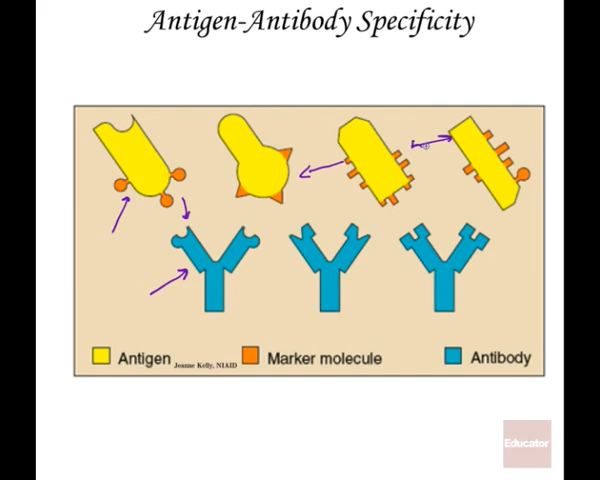 Antigen-Antibody Specificity
Antigen
Jeanne Kelly, NIAID
Marker molecule
Antibody
Educator